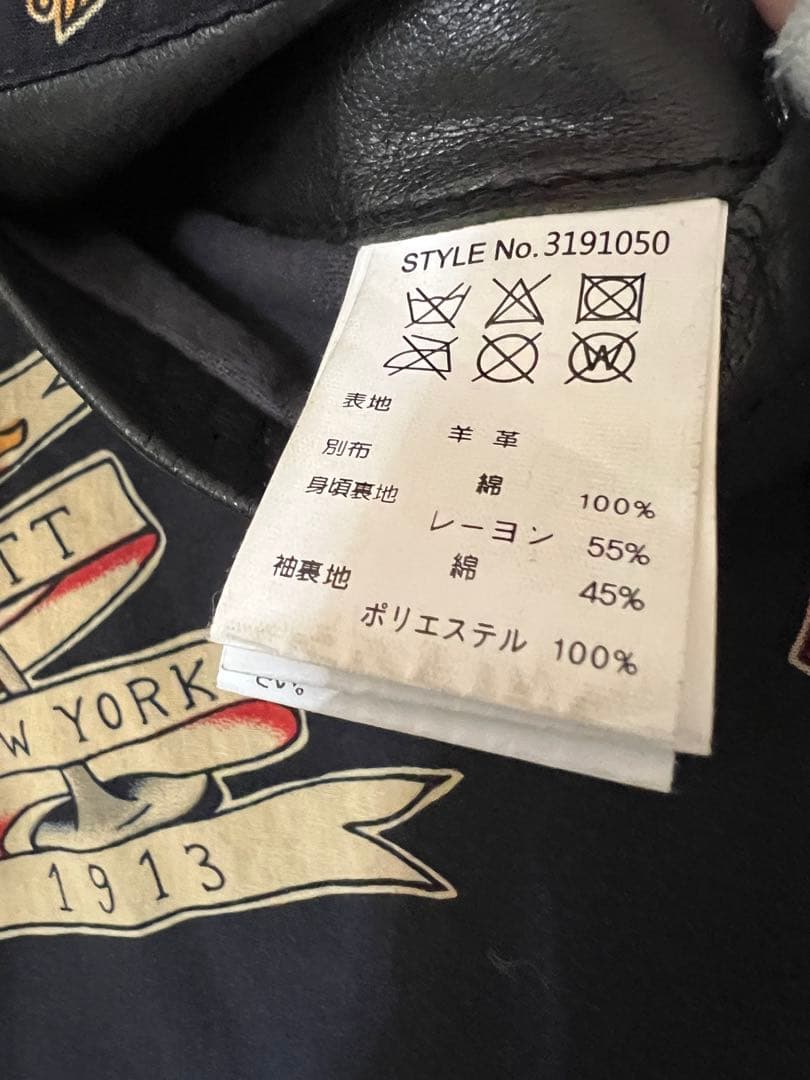 STYLE No.3191050
W
表地
羊革
別布
綿 100%
身頃裏地
レーヨン 55%
綿 45%
袖裏地
ポリエステル 100%
TT
W YORK
1913